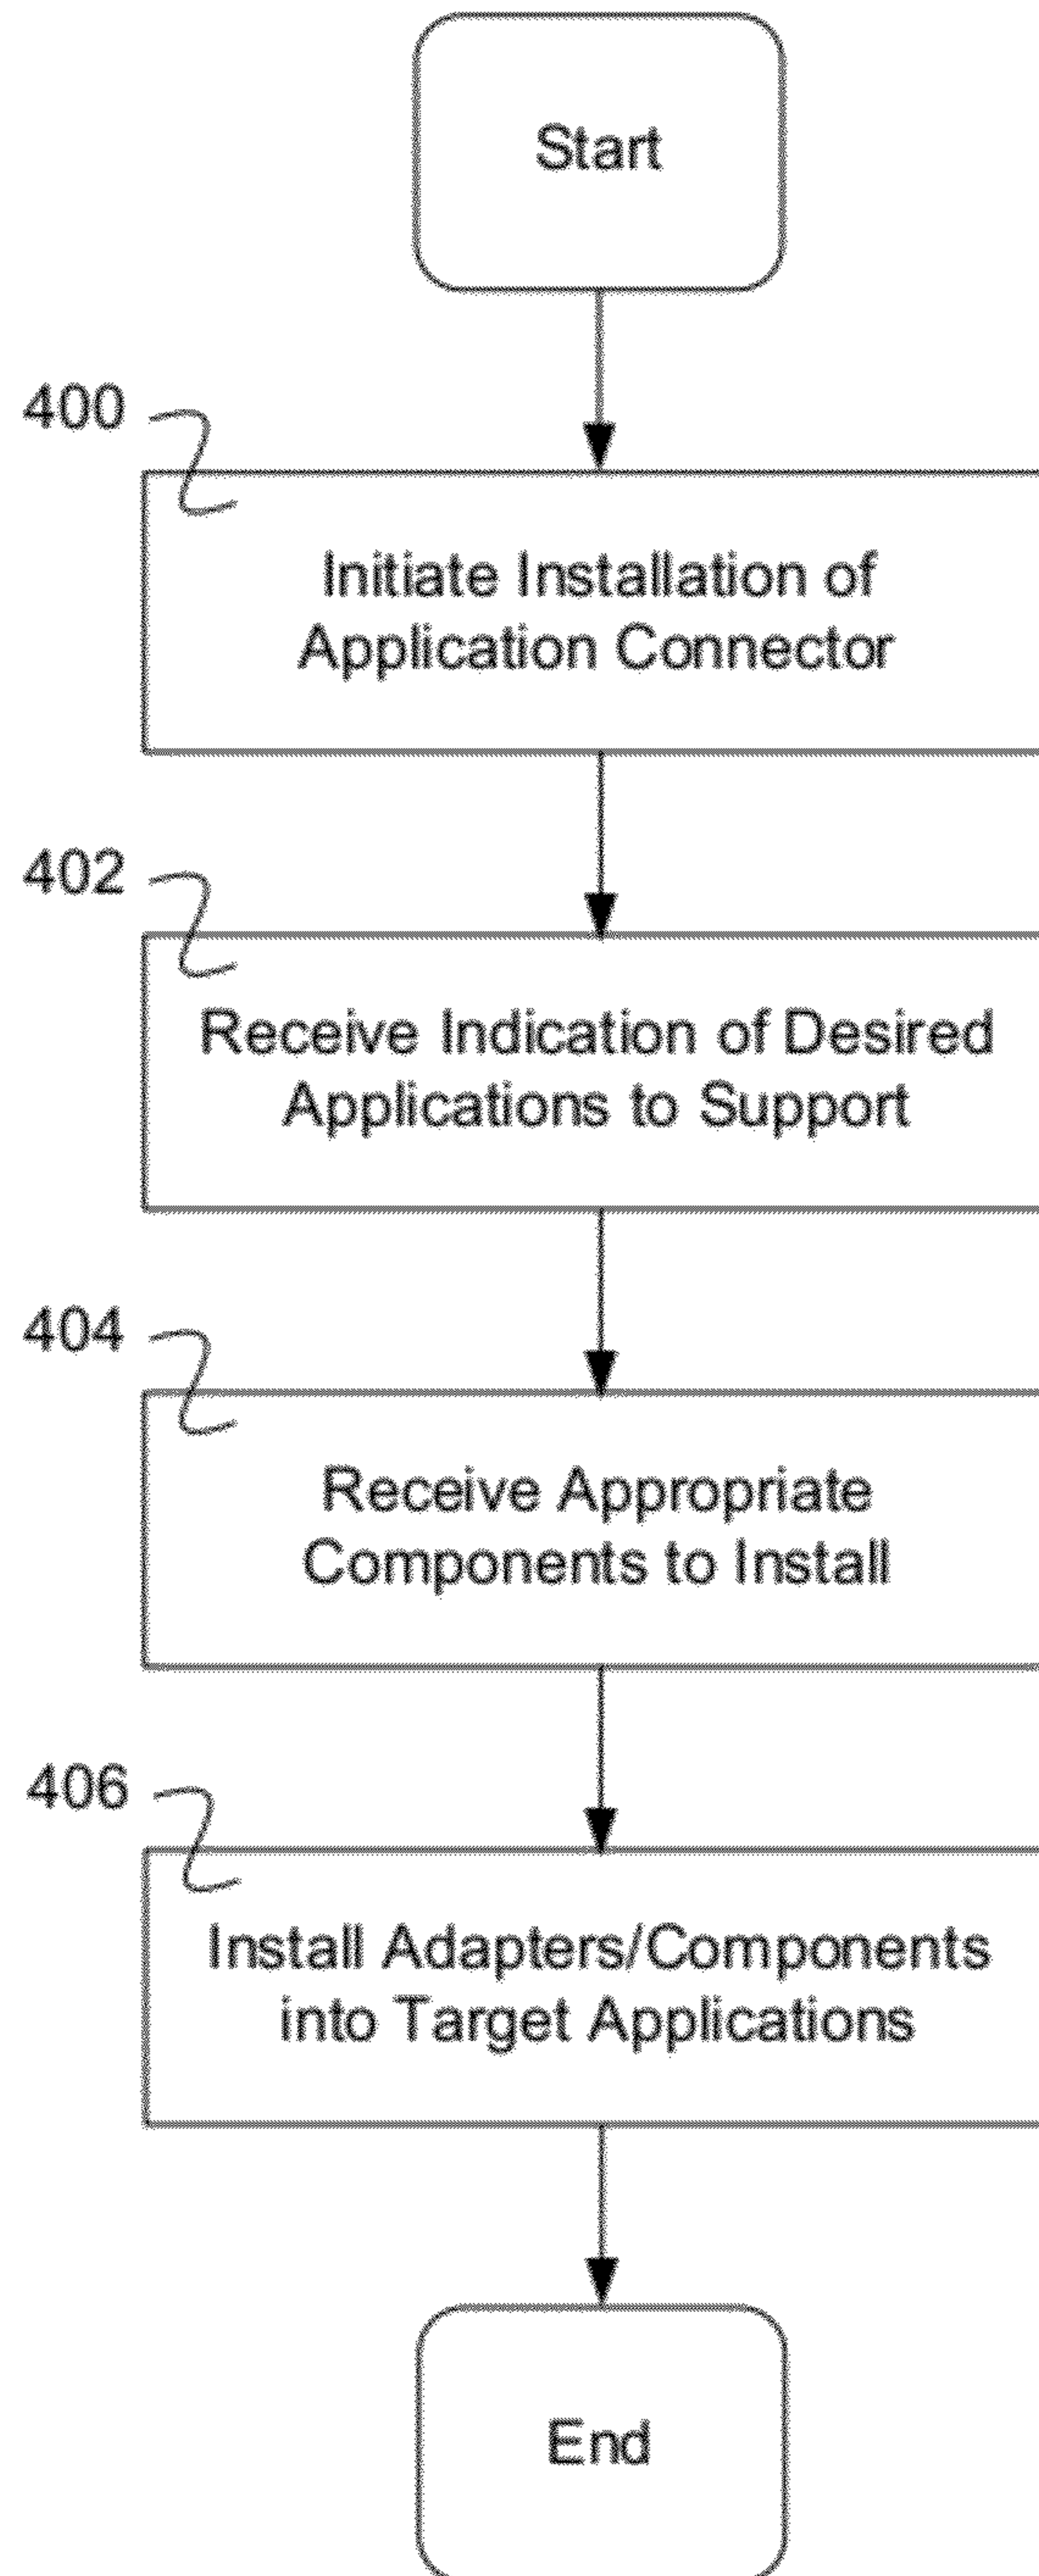 Start
400
Initiate Installation of
Application Connector
402
Receive Indication of Desired
Applications to Support
404
Receive Appropriate
Components to Install
406
Install Adapters/Components
into Target Applications
End